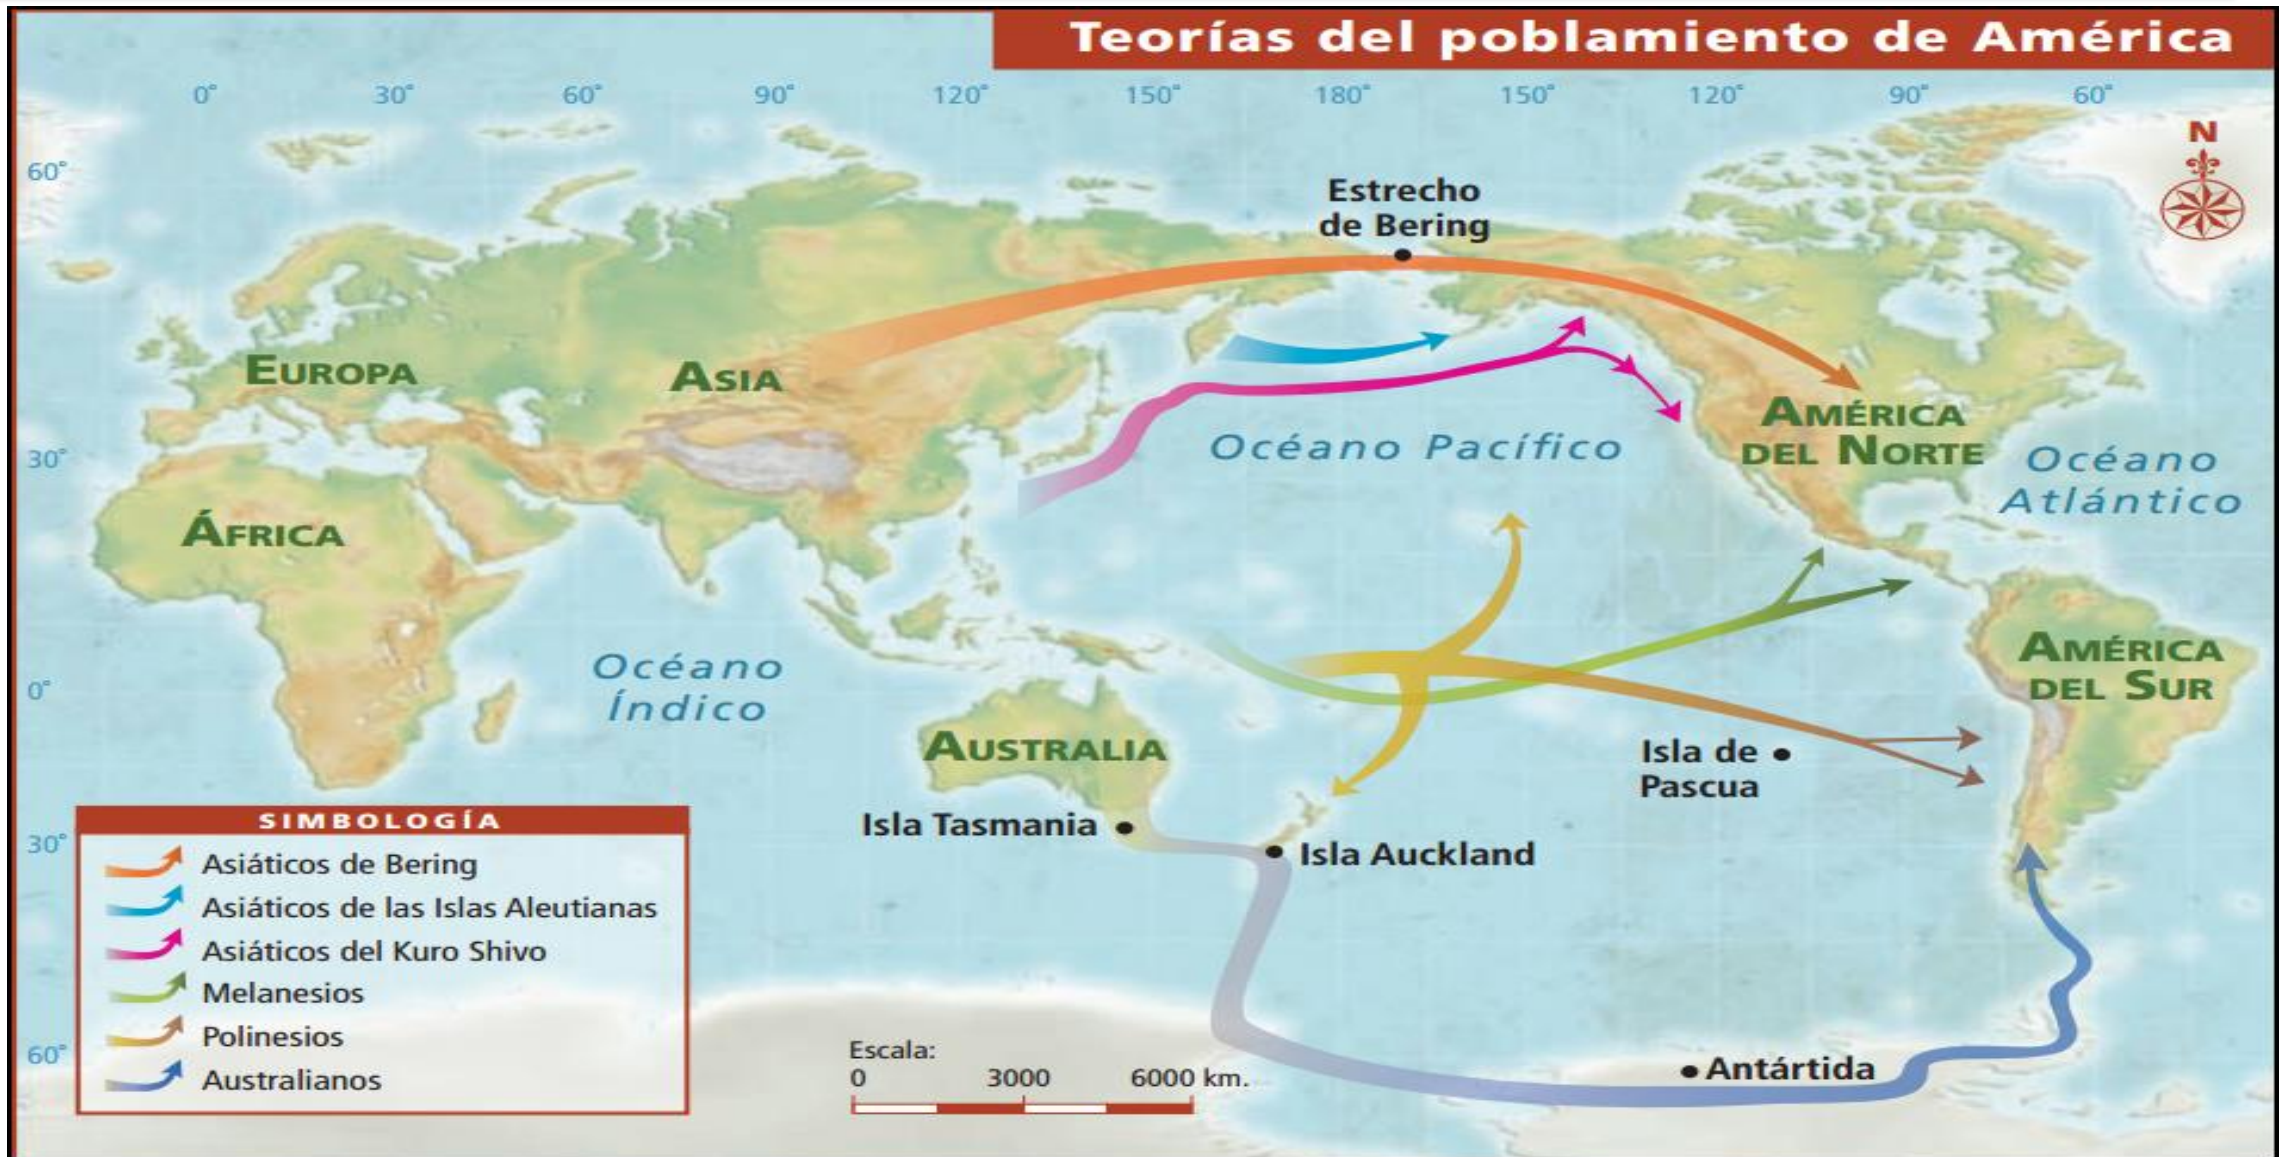 Teorías del poblamiento de América
0° 30° 60° 90° 120° 150° 180° 150° 120° 90° 60°
N
60°
Estrecho
de Bering
EUROPA
ASIA
AMÉRICA
DEL NORTE
Océano Pacífico
Océano
Atlántico
30°
ÁFRICA
Océano
Índico
0°
AMÉRICA
DEL SUR
AUSTRALIA
Isla de
Pascua
Isla Tasmania
Isla Auckland
30°
SIMBOLOGÍA
Asiáticos de Bering
Asiáticos de las Islas Aleutianas
Asiáticos del Kuro Shivo
Melanesios
Polinesios
Australianos
60°
Escala:
0 3000 6000 km.
Antártida